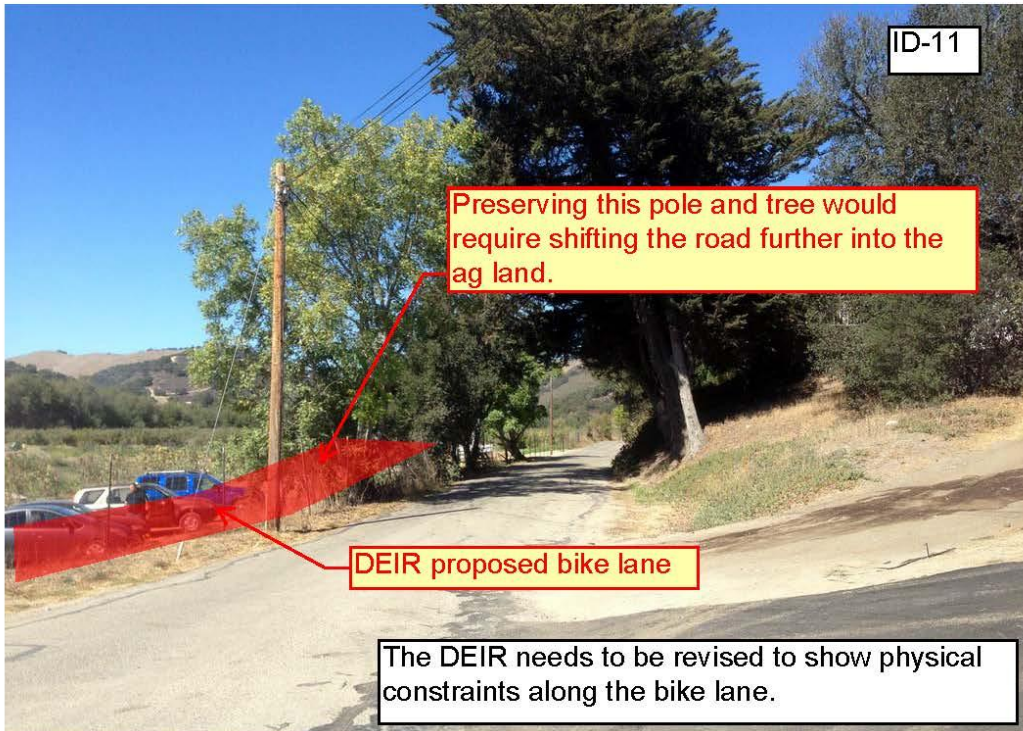 ID-11
Preserving this pole and tree would
require shifting the road further into the
ag land.
DEIR proposed bike lane
The DEIR needs to be revised to show physical
constraints along the bike lane.